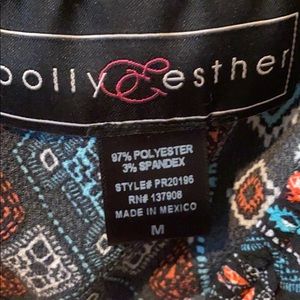 polly & esther
97% POLYESTER
3% SPANDEX
STYLE# PR20196
RN# 137908
MADE IN MEXICO
M